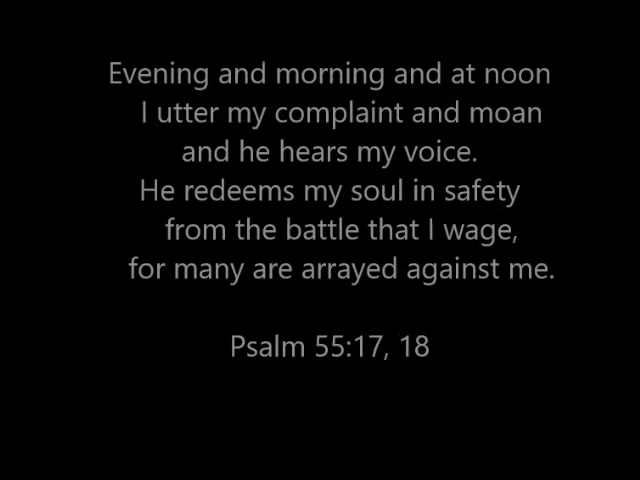 Evening and morning and at noon
I utter my complaint and moan
and he hears my voice.
He redeems my soul in safety
from the battle that I wage,
for many are arrayed against me.
Psalm 55:17, 18